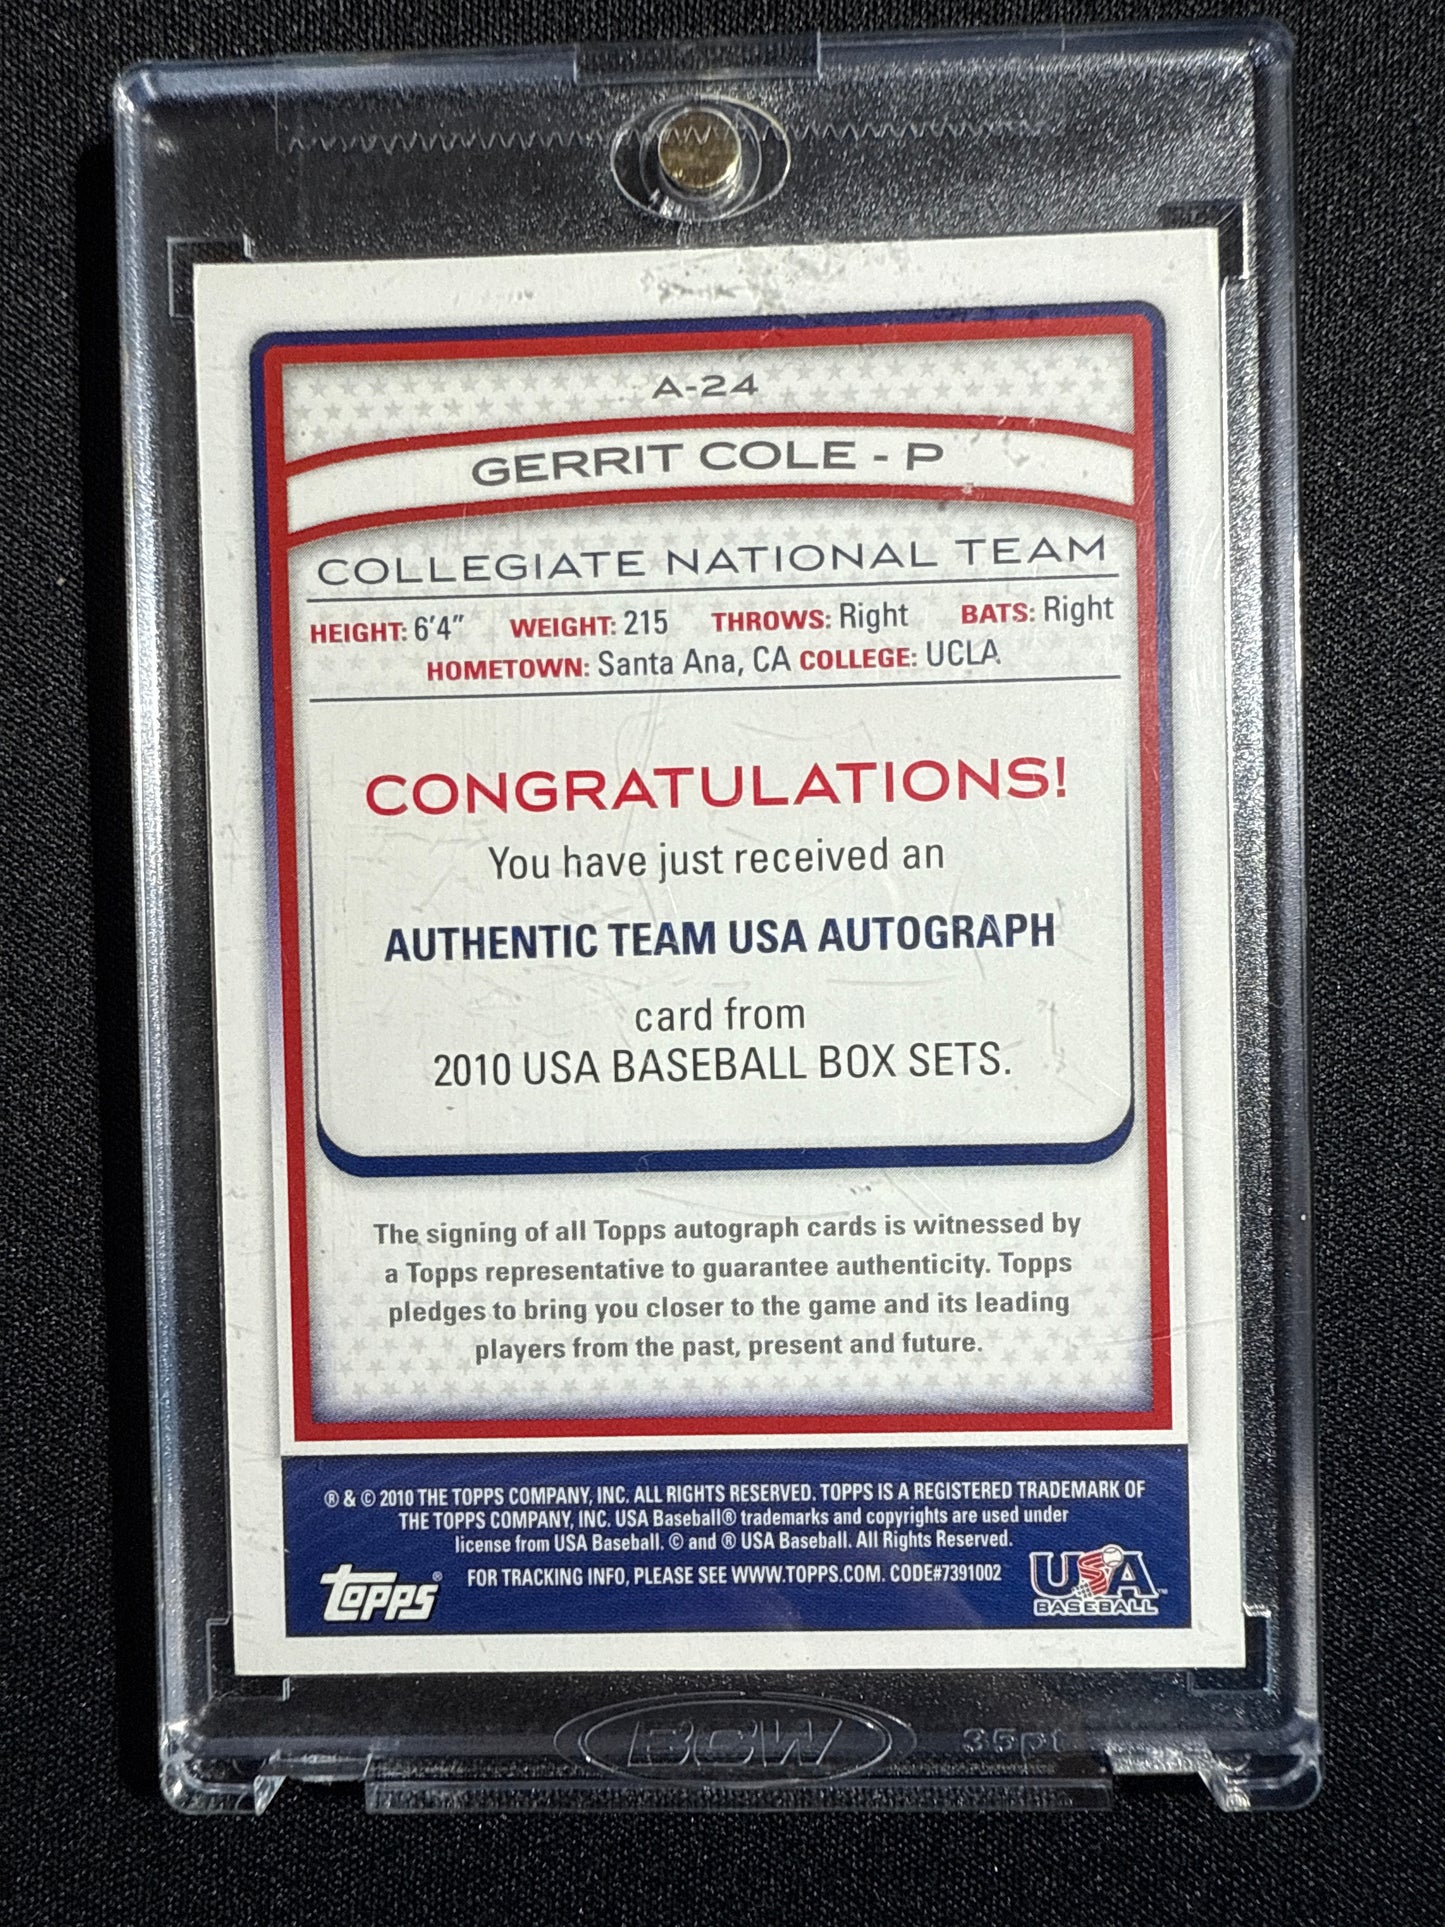 A-24
GERRIT COLE - P
COLLEGIATE NATIONAL TEAM
HEIGHT: 6'4" WEIGHT: 215 THROWS: Right BATS: Right
HOMETOWN: Santa Ana, CA COLLEGE: UCLA
CONGRATULATIONS!
You have just received an
AUTHENTIC TEAM USA AUTOGRAPH
card from
2010 USA BASEBALL BOX SETS.
The signing of all Topps autograph cards is witnessed by
a Topps representative to guarantee authenticity. Topps
pledges to bring you closer to the game and its leading
players from the past, present and future.
® & © 2010 THE TOPPS COMPANY, INC. ALL RIGHTS RESERVED. TOPPS IS A REGISTERED TRADEMARK OF
THE TOPPS COMPANY, INC. USA Baseball® trademarks and copyrights are used under
license from USA Baseball. © and ® USA Baseball. All Rights Reserved.
FOR TRACKING INFO, PLEASE SEE WWW.TOPPS.COM. CODE#7391002
TOPPS®
USA
BASEBALL™
BCW 35pt